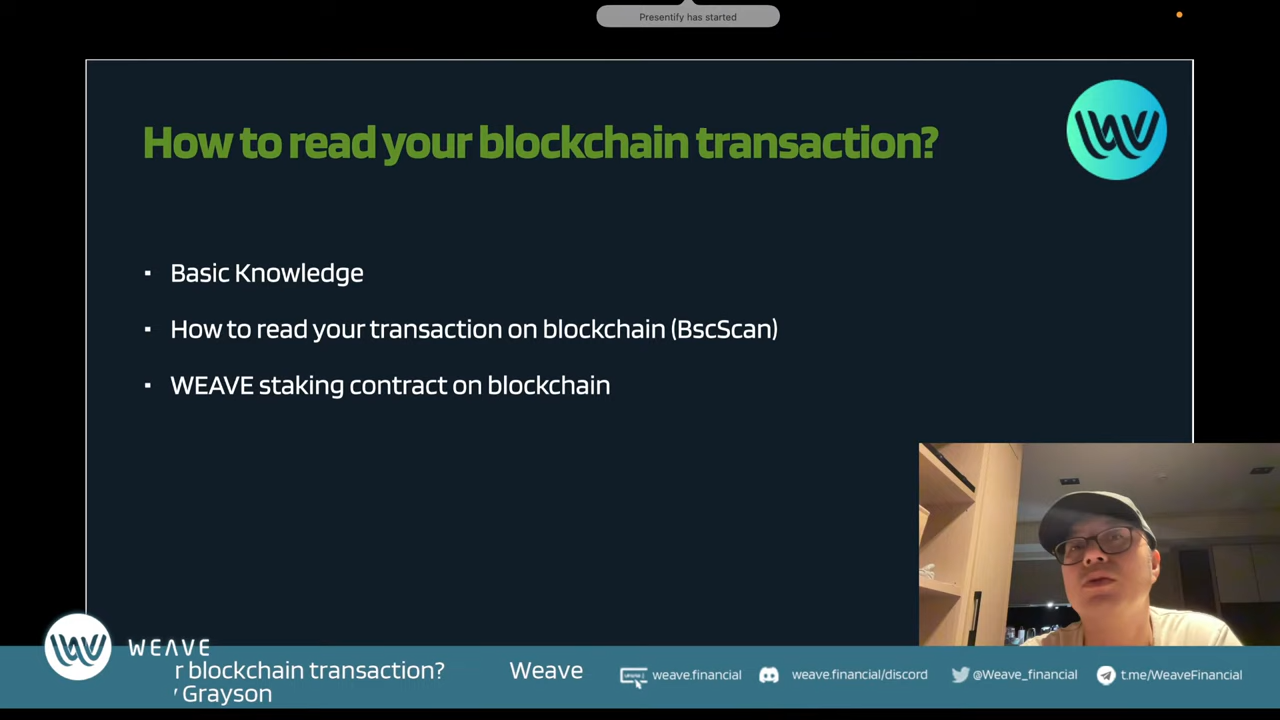 Presentify has started
How to read your blockchain transaction?
▪ Basic Knowledge
▪ How to read your transaction on blockchain (BscScan)
▪ WEAVE staking contract on blockchain
WEAVE
r blockchain transaction? Weave
y Grayson
weave.financial
weave.financial/discord
@Weave_financial
t.me/WeaveFinancial